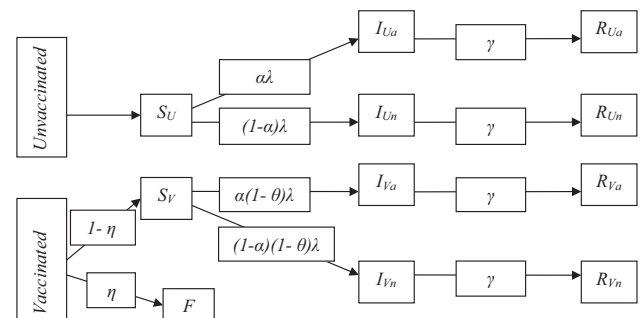 Unvaccinated
S_U
αλ
(1-α)λ
I_Ua
γ
R_Ua
I_Un
γ
R_Un
Vaccinated
1- η
η
S_V
F
α(1- θ)λ
(1-α)(1- θ)λ
I_Va
γ
R_Va
I_Vn
γ
R_Vn